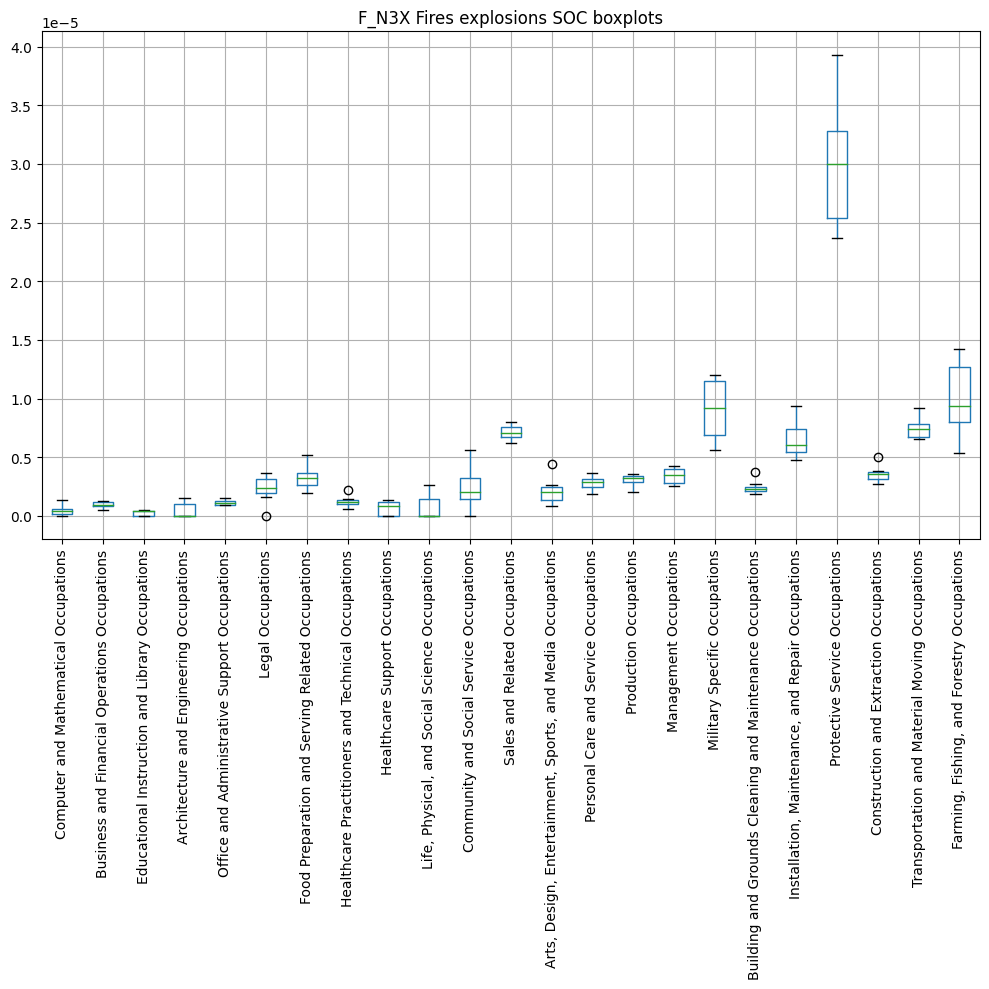 F_N3X Fires explosions SOC boxplots
1e−5
4.0
3.5
3.0
2.5
2.0
1.5
1.0
0.5
0.0
Computer and Mathematical Occupations
Business and Financial Operations Occupations
Educational Instruction and Library Occupations
Architecture and Engineering Occupations
Office and Administrative Support Occupations
Legal Occupations
Food Preparation and Serving Related Occupations
Healthcare Practitioners and Technical Occupations
Healthcare Support Occupations
Life, Physical, and Social Science Occupations
Community and Social Service Occupations
Sales and Related Occupations
Arts, Design, Entertainment, Sports, and Media Occupations
Personal Care and Service Occupations
Production Occupations
Management Occupations
Military Specific Occupations
Building and Grounds Cleaning and Maintenance Occupations
Installation, Maintenance, and Repair Occupations
Protective Service Occupations
Construction and Extraction Occupations
Transportation and Material Moving Occupations
Farming, Fishing, and Forestry Occupations